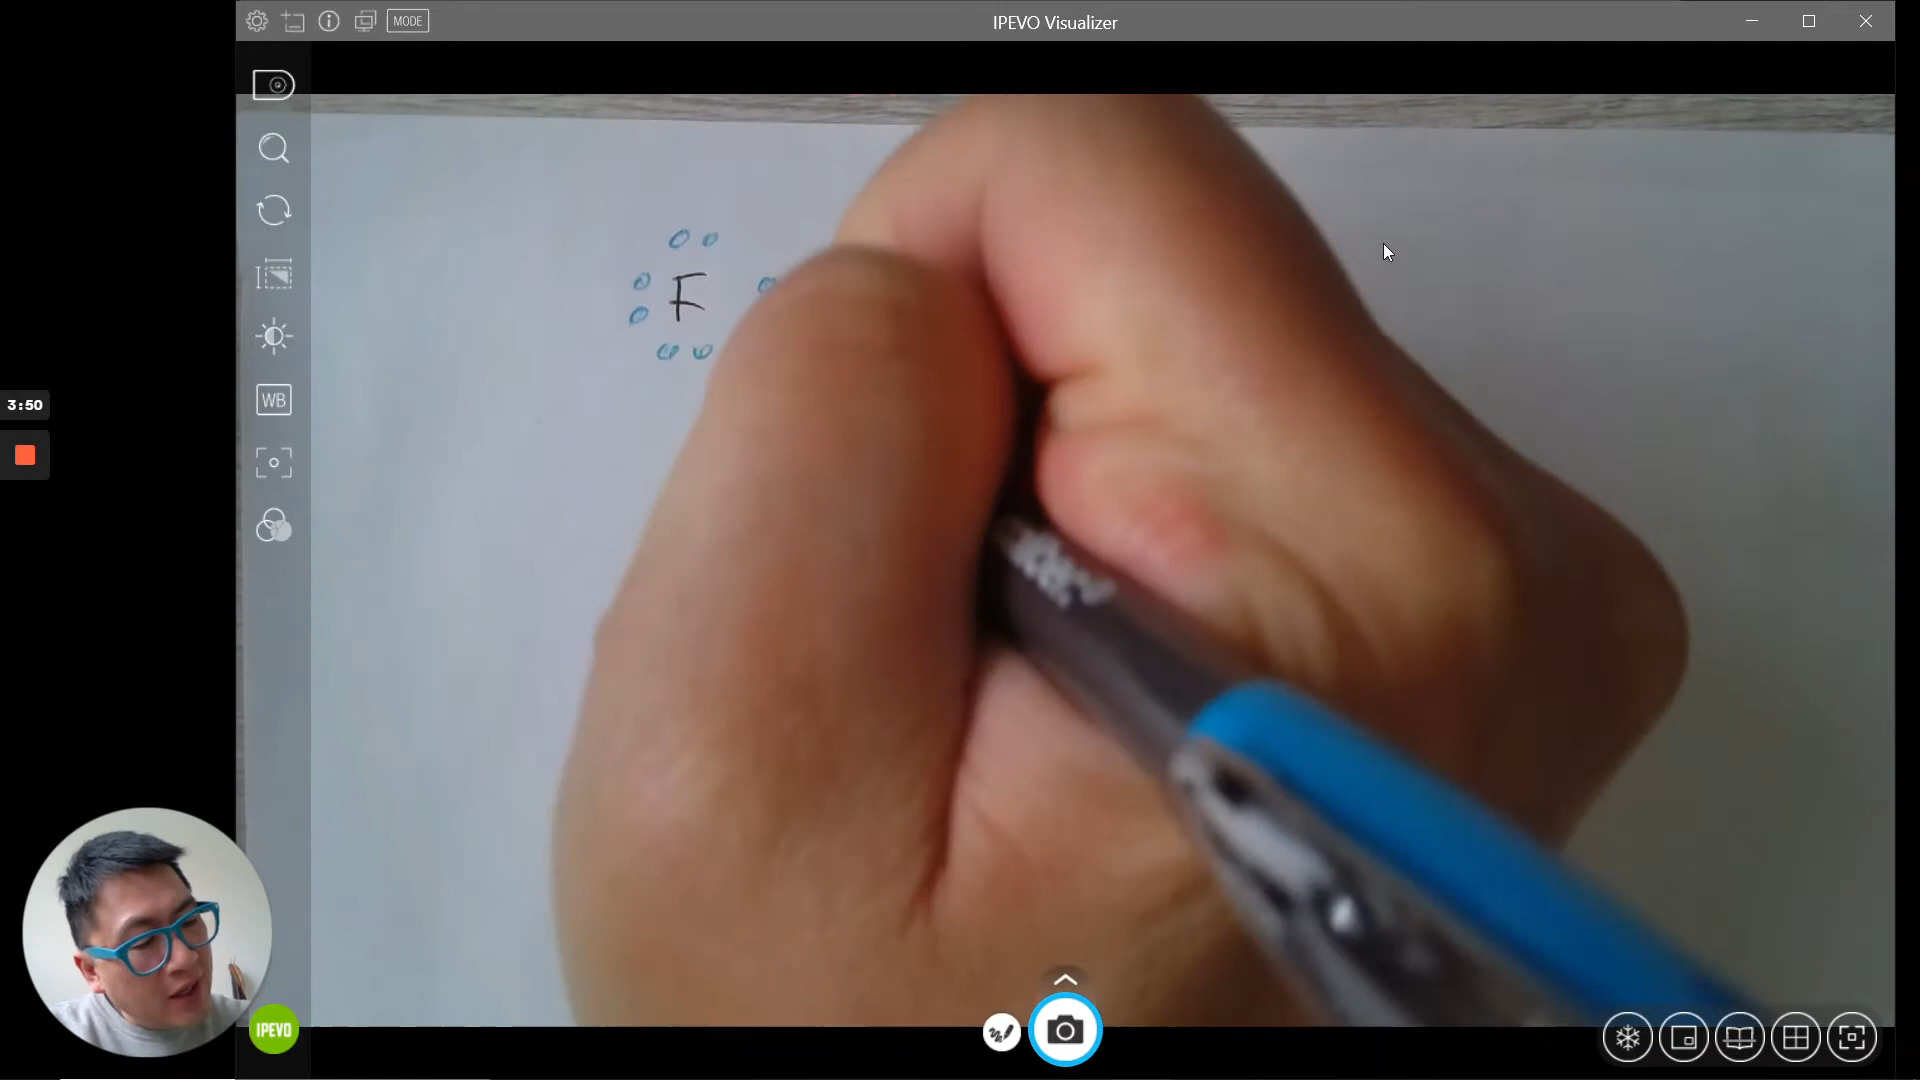 MODE
IPEVO Visualizer
WB
F
3:50
IPEVO